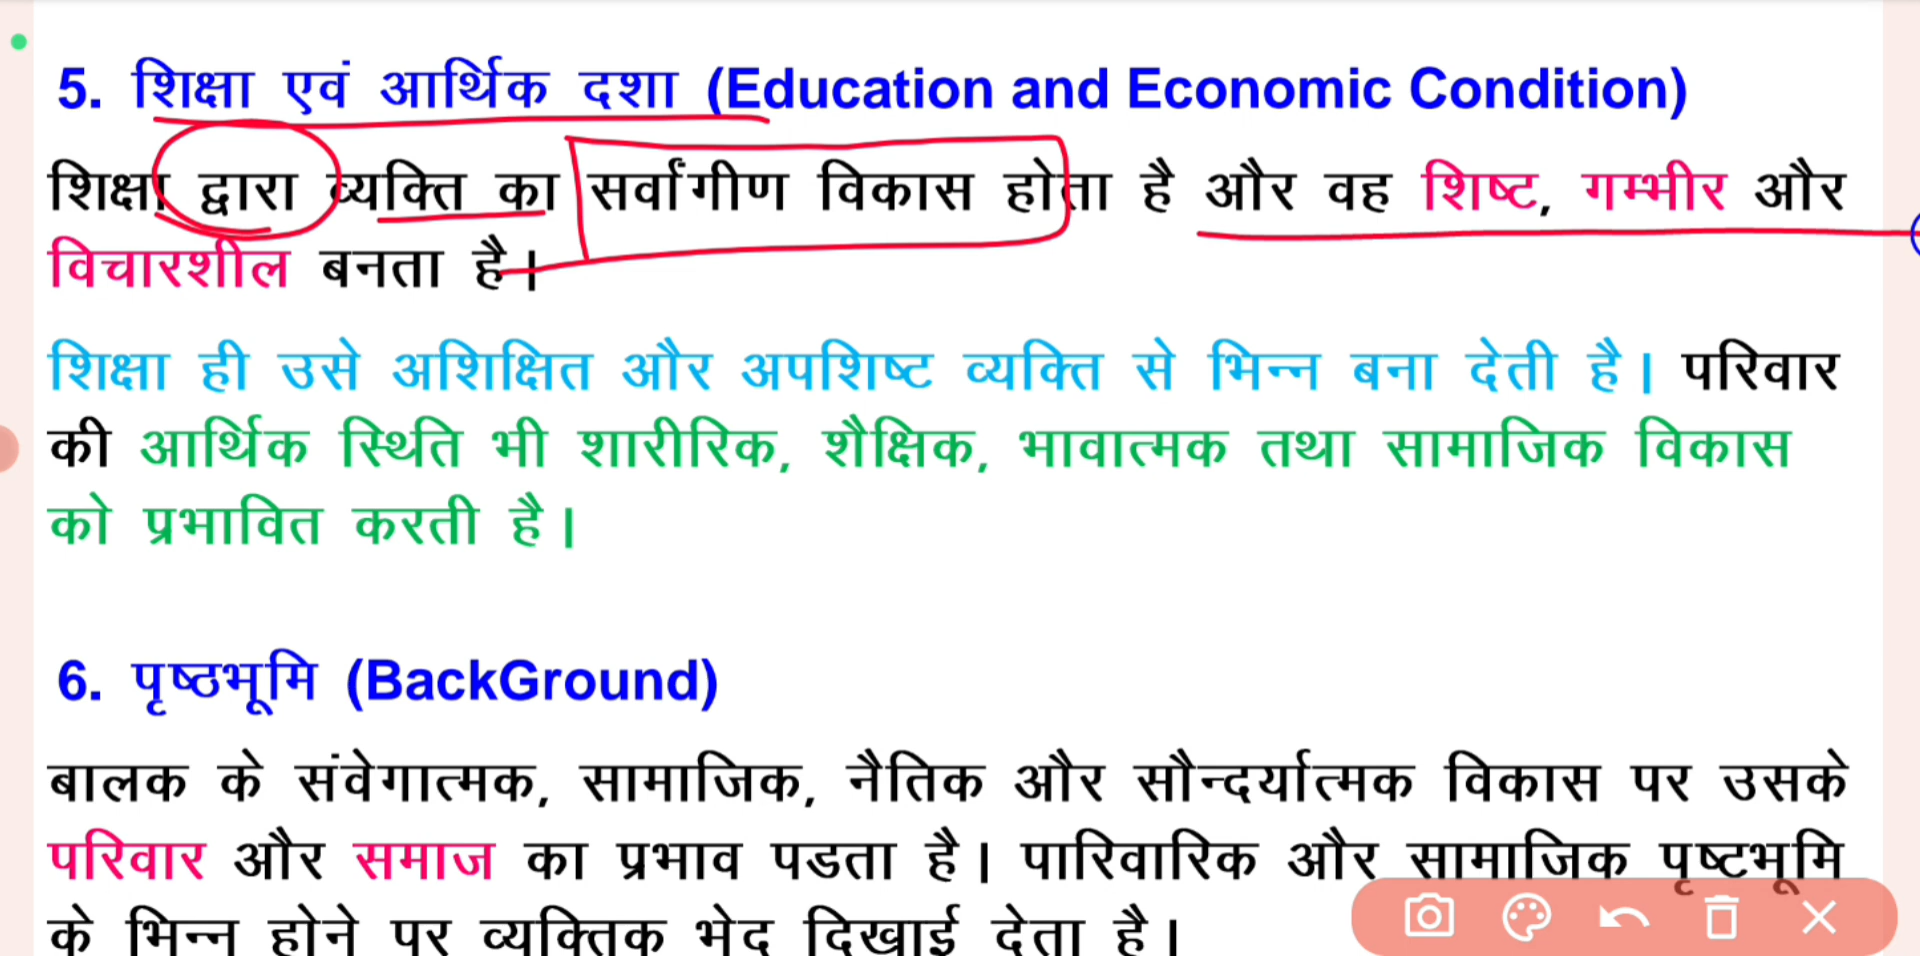 5. शिक्षा एवं आर्थिक दशा (Education and Economic Condition)
शिक्षा द्वारा व्यक्ति का सर्वांगीण विकास होता है और वह शिष्ट, गम्भीर और
विचारशील बनता है।
शिक्षा ही उसे अशिक्षित और अपशिष्ट व्यक्ति से भिन्न बना देती है। परिवार
की आर्थिक स्थिति भी शारीरिक, शैक्षिक, भावात्मक तथा सामाजिक विकास
को प्रभावित करती है।
6. पृष्ठभूमि (BackGround)
बालक के संवेगात्मक, सामाजिक, नैतिक और सौन्दर्यात्मक विकास पर उसके
परिवार और समाज का प्रभाव पडता है। पारिवारिक और सामाजिक पृष्टभूमि
के भिन्न होने पर व्यक्तिक भेद दिखाई देता है।